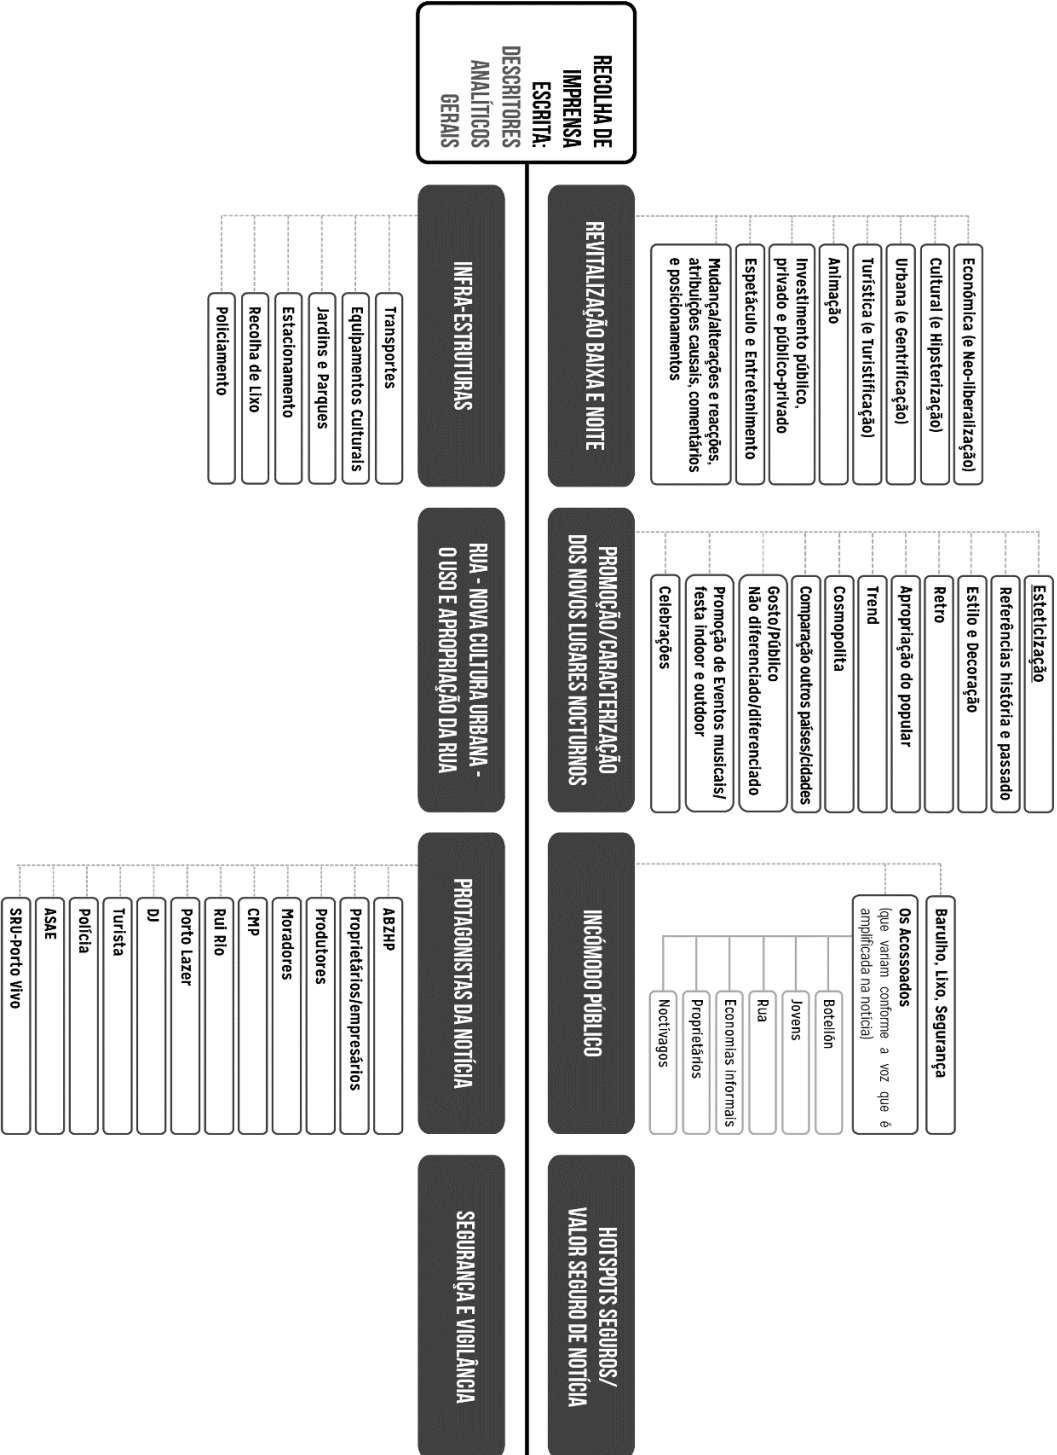 RECOLHA DE
IMPRENSA
ESCRITA:
DESCRITORES
ANALÍTICOS
GERAIS
REVITALIZAÇÃO BAIXA E NOITE
Económica (e Neo-liberalização)
Cultural (e Hipsterização)
Urbana (e Gentrificação)
Turística (e Turistificação)
Animação
Investimento público,
privado e público-privado
Espetáculo e Entretenimento
Mudança/alterações e reacções,
atribuições causais, comentários
e posicionamentos
PROMOÇÃO/CARACTERIZAÇÃO
DOS NOVOS LUGARES NOCTURNOS
Esteticização
Referências história e passado
Estilo e Decoração
Retro
Apropriação do popular
Trend
Cosmopolita
Comparação outros países/cidades
Gosto/Público
Não diferenciado/diferenciado
Promoção de Eventos musicais/
festa indoor e outdoor
Celebrações
INCÓMODO PÚBLICO
Barulho, Lixo, Segurança
Os Acossoados
(que variam conforme a voz que é
amplificada na notícia)
Botellón
Jovens
Rua
Economias informais
Proprietários
Noctívagos
HOTSPOTS SEGUROS/
VALOR SEGURO DE NOTÍCIA
INFRA-ESTRUTURAS
Transportes
Equipamentos Culturais
Jardins e Parques
Estacionamento
Recolha de Lixo
Policiamento
RUA - NOVA CULTURA URBANA -
O USO E APROPRIAÇÃO DA RUA
PROTAGONISTAS DA NOTÍCIA
ABZHP
Proprietários/empresários
Produtores
Moradores
CMP
Rui Rio
Porto Lazer
DJ
Turista
Polícia
ASAE
SRU-Porto Vivo
SEGURANÇA E VIGILÂNCIA